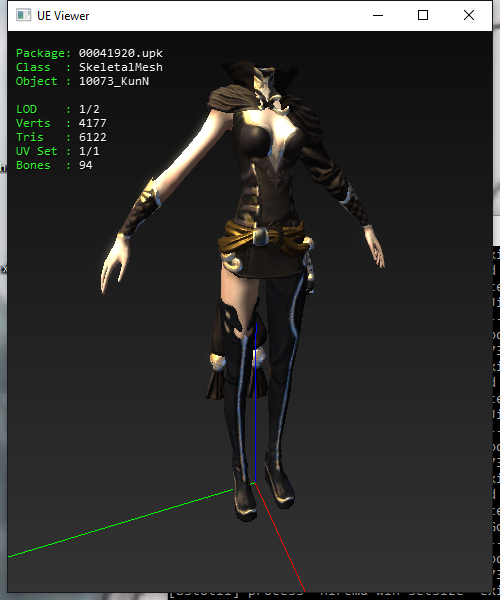 UE Viewer
Package: 00041920.upk
Class  : SkeletalMesh
Object : 10073_KunN
LOD    : 1/2
Verts  : 4177
Tris   : 6122
UV Set : 1/1
Bones  : 94